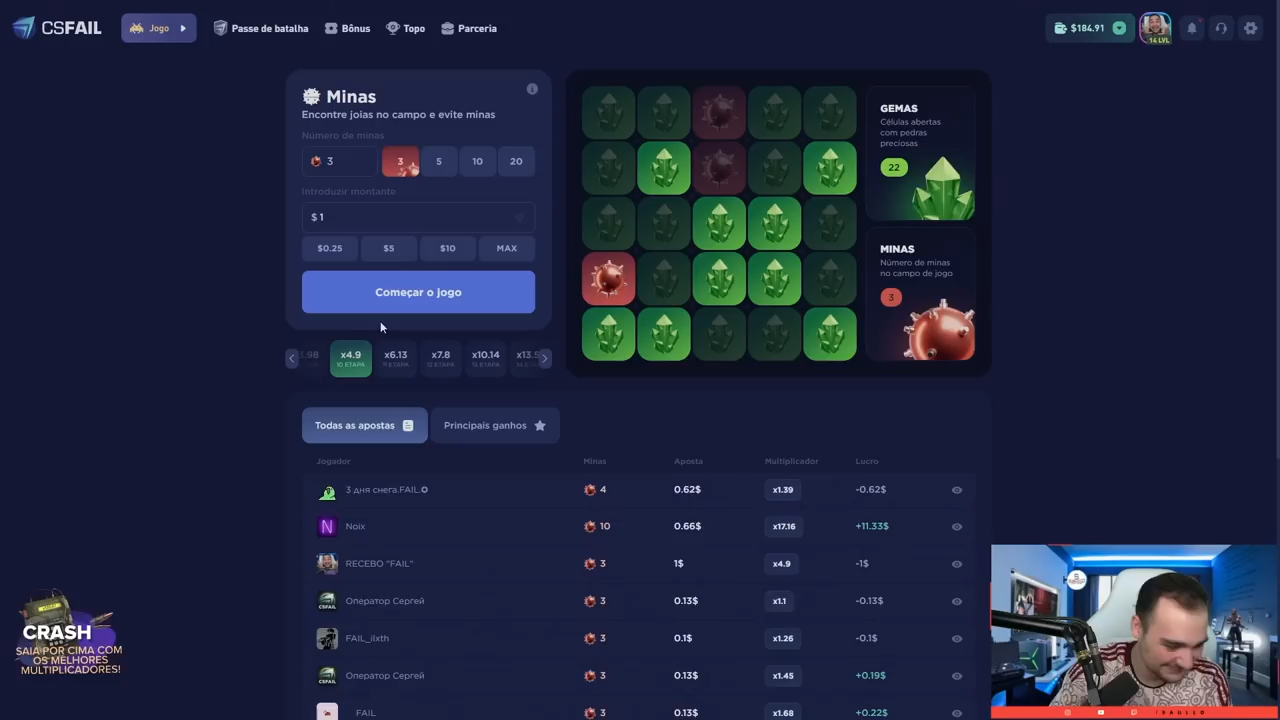 CSFAIL
Jogo
Passe de batalha
Bônus
Topo
Parceria
$184.91
14 LVL
Minas
Encontre joias no campo e evite minas
Número de minas
3
3
5
10
20
Introduzir montante
$ 1
$0.25
$5
$10
MAX
Começar o jogo
x4.9
10 ETAPA
x6.13
11 ETAPA
x7.8
12 ETAPA
x10.14
13 ETAPA
GEMAS
Células abertas
com pedras
preciosas
22
MINAS
Número de minas
no campo de jogo
3
Todas as apostas
Principais ganhos
Jogador Minas Aposta Multiplicador Lucro
3 дня снега.FAIL 4 0.62$ x1.39 -0.62$
Noix 10 0.66$ x17.16 +11.33$
RECEBO "FAIL" 3 1$ x4.9 -1$
Оператор Сергей 3 0.13$ x1.1 -0.13$
FAIL_ilxth 3 0.1$ x1.26 -0.1$
Оператор Сергей 3 0.13$ x1.45 +0.19$
FAIL 3 0.13$ x1.68 +0.22$
CRASH
SAIA POR CIMA COM
OS MELHORES
MULTIPLICADORES!